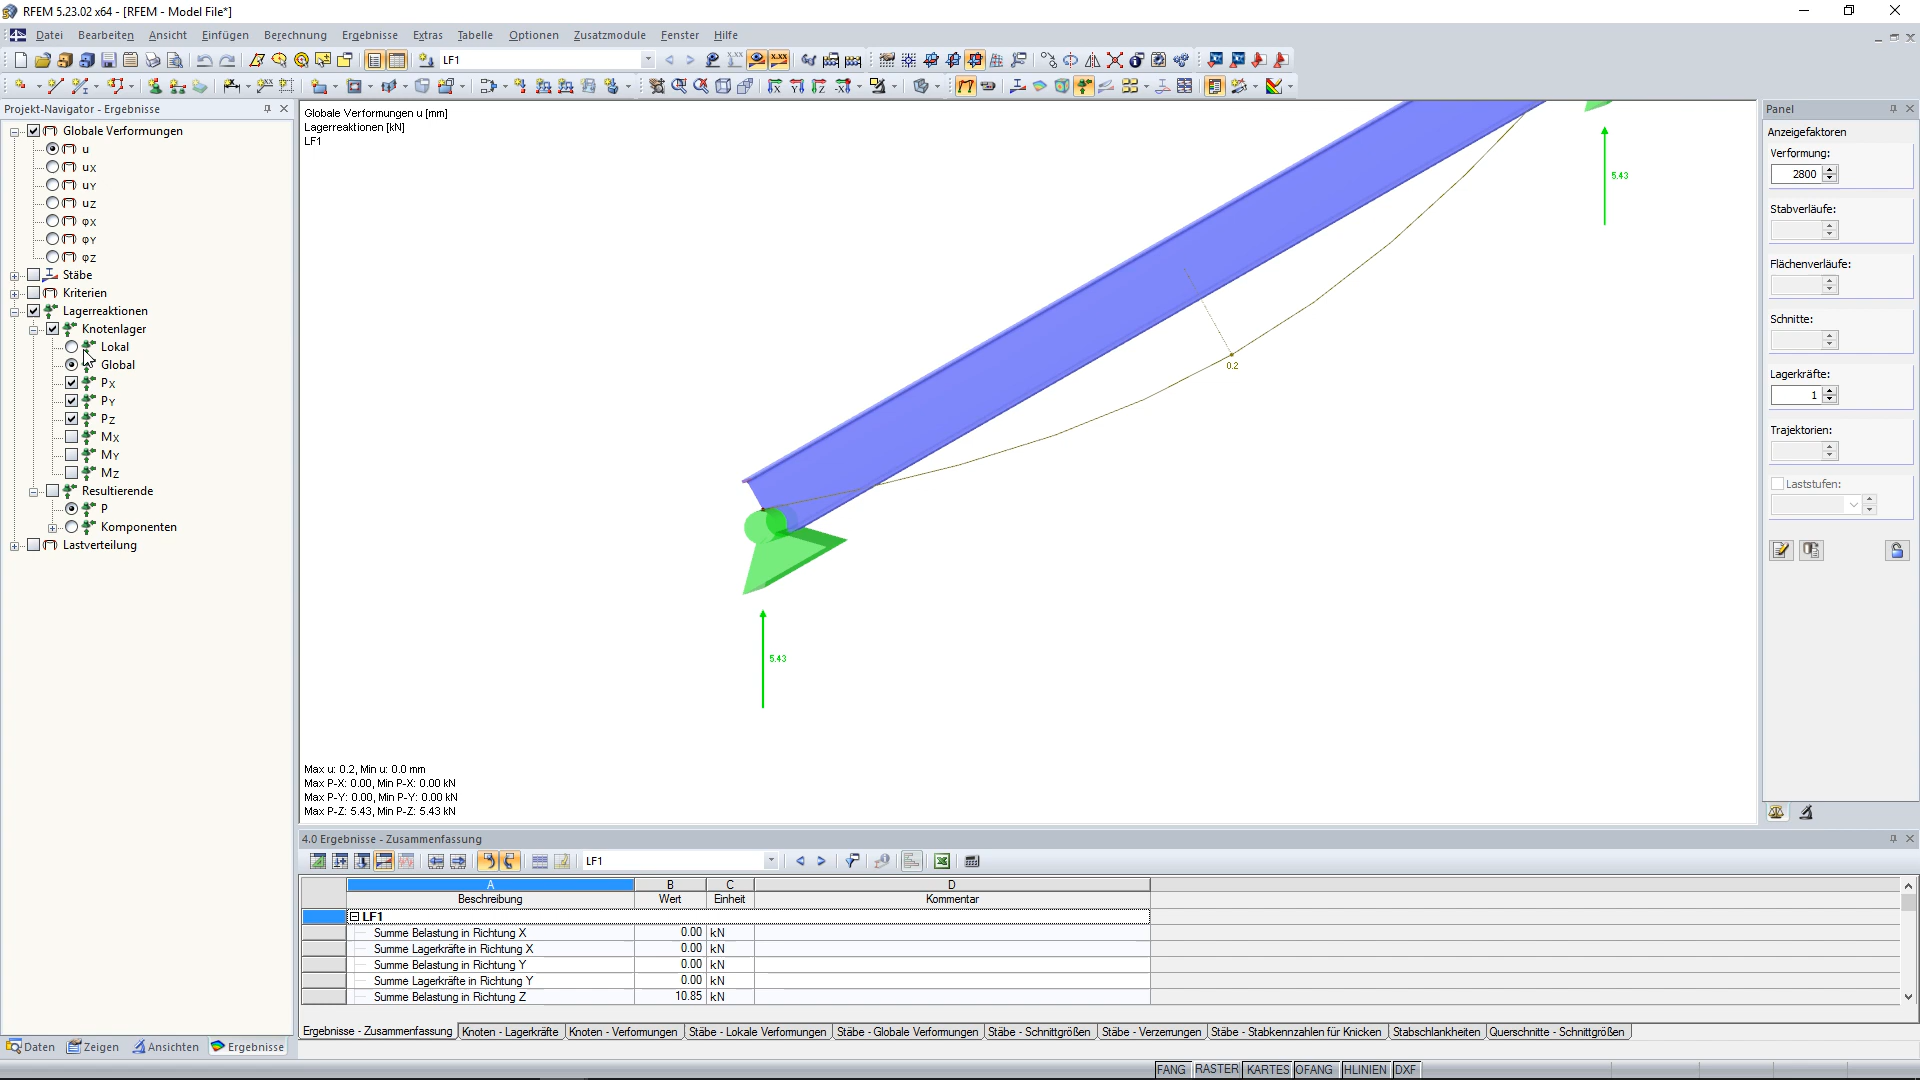 RFEM 5.23.02 x64 - [RFEM - Model File*]
Datei Bearbeiten Ansicht Einfügen Berechnung Ergebnisse Extras Tabelle Optionen Zusatzmodule Fenster Hilfe
LF1
Projekt-Navigator - Ergebnisse
Globale Verformungen
u
uX
uY
uZ
φX
φY
φZ
Stäbe
Kriterien
Lagerreaktionen
Knotenlager
Lokal
Global
PX
PY
PZ
MX
MY
MZ
Resultierende
P
Komponenten
Lastverteilung
Daten Zeigen Ansichten Ergebnisse
Globale Verformungen u [mm]
Lagerreaktionen [kN]
LF1
5.43
0.2
5.43
Max u: 0.2, Min u: 0.0 mm
Max P-X: 0.00, Min P-X: 0.00 kN
Max P-Y: 0.00, Min P-Y: 0.00 kN
Max P-Z: 5.43, Min P-Z: 5.43 kN
Panel
Anzeigefaktoren
Verformung:
2800
Stabverläufe:
Flächenverläufe:
Schnitte:
Lagerkräfte:
1
Trajektorien:
Laststufen:
4.0 Ergebnisse - Zusammenfassung
LF1
A B C D
Beschreibung Wert Einheit Kommentar
LF1
Summe Belastung in Richtung X 0.00 kN
Summe Lagerkräfte in Richtung X 0.00 kN
Summe Belastung in Richtung Y 0.00 kN
Summe Lagerkräfte in Richtung Y 0.00 kN
Summe Belastung in Richtung Z 10.85 kN
Ergebnisse - Zusammenfassung Knoten - Lagerkräfte Knoten - Verformungen Stäbe - Lokale Verformungen Stäbe - Globale Verformungen Stäbe - Schnittgrößen Stäbe - Verzerrungen Stäbe - Stabkennzahlen für Knicken Stabschlankheiten Querschnitte - Schnittgrößen
FANG RASTER KARTES OFANG HLINIEN DXF